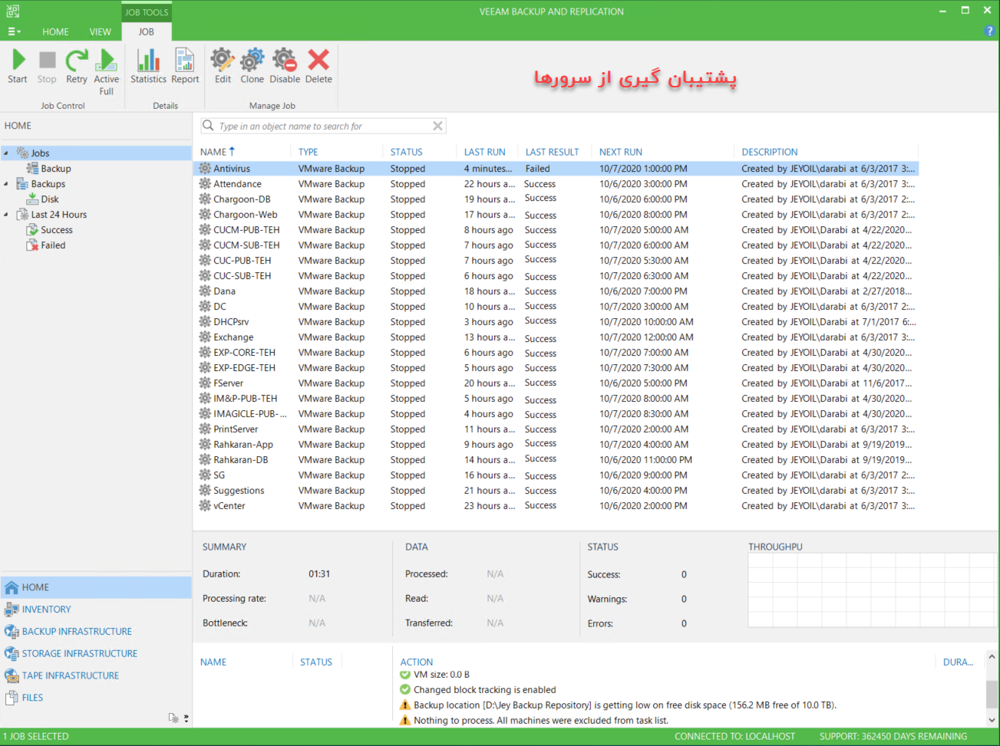 JOB TOOLS
VEEAM BACKUP AND REPLICATION
HOME VIEW JOB
Start Stop Retry Active Full Statistics Report Edit Clone Disable Delete
Job Control Details Manage Job
پشتیبان گیری از سرورها
HOME
Jobs
Backup
Backups
Disk
Last 24 Hours
Success
Failed
Type in an object name to search for
NAME TYPE STATUS LAST RUN LAST RESULT NEXT RUN DESCRIPTION
Antivirus VMware Backup Stopped 4 minutes... Failed 10/7/2020 1:00:00 PM Created by JEYOIL\darabi at 6/3/2017 3:...
Attendance VMware Backup Stopped 22 hours a... Success 10/6/2020 3:00:00 PM Created by JEYOIL\darabi at 6/3/2017 3:...
Chargoon-DB VMware Backup Stopped 19 hours a... Success 10/6/2020 6:00:00 PM Created by JEYOIL\darabi at 6/3/2017 2:...
Chargoon-Web VMware Backup Stopped 17 hours a... Success 10/6/2020 8:00:00 PM Created by JEYOIL\darabi at 6/3/2017 2:...
CUCM-PUB-TEH VMware Backup Stopped 8 hours ago Success 10/7/2020 5:00:00 AM Created by JEYOIL\Darabi at 4/22/2020...
CUCM-SUB-TEH VMware Backup Stopped 7 hours ago Success 10/7/2020 6:00:00 AM Created by JEYOIL\Darabi at 4/22/2020...
CUC-PUB-TEH VMware Backup Stopped 7 hours ago Success 10/7/2020 5:30:00 AM Created by JEYOIL\Darabi at 4/22/2020...
CUC-SUB-TEH VMware Backup Stopped 6 hours ago Success 10/7/2020 6:30:00 AM Created by JEYOIL\Darabi at 4/22/2020...
Dana VMware Backup Stopped 18 hours a... Success 10/6/2020 7:00:00 PM Created by JEYOIL\Darabi at 2/27/2018...
DC VMware Backup Stopped 10 hours a... Success 10/7/2020 3:00:00 AM Created by JEYOIL\darabi at 6/3/2017 2:...
DHCPsrv VMware Backup Stopped 3 hours ago Success 10/7/2020 10:00:00 AM Created by JEYOIL\Darabi at 7/1/2017 6:...
Exchange VMware Backup Stopped 13 hours a... Success 10/7/2020 12:00:00 AM Created by JEYOIL\darabi at 6/3/2017 3:...
EXP-CORE-TEH VMware Backup Stopped 6 hours ago Success 10/7/2020 7:00:00 AM Created by JEYOIL\Darabi at 4/30/2020...
EXP-EDGE-TEH VMware Backup Stopped 5 hours ago Success 10/7/2020 7:30:00 AM Created by JEYOIL\Darabi at 4/30/2020...
FServer VMware Backup Stopped 20 hours a... Success 10/6/2020 5:00:00 PM Created by JEYOIL\Darabi at 11/6/2017...
IM&P-PUB-TEH VMware Backup Stopped 5 hours ago Success 10/7/2020 8:00:00 AM Created by JEYOIL\Darabi at 4/30/2020...
IMAGICLE-PUB-... VMware Backup Stopped 4 hours ago Success 10/7/2020 8:30:00 AM Created by JEYOIL\Darabi at 4/30/2020...
PrintServer VMware Backup Stopped 11 hours a... Success 10/7/2020 2:00:00 AM Created by JEYOIL\darabi at 6/3/2017 3:...
Rahkaran-App VMware Backup Stopped 9 hours ago Success 10/7/2020 4:00:00 AM Created by JEYOIL\Darabi at 9/19/2019...
Rahkaran-DB VMware Backup Stopped 14 hours a... Success 10/6/2020 11:00:00 PM Created by JEYOIL\Darabi at 9/19/2019...
SG VMware Backup Stopped 16 hours a... Success 10/6/2020 9:00:00 PM Created by JEYOIL\darabi at 6/3/2017 2:...
Suggestions VMware Backup Stopped 21 hours a... Success 10/6/2020 4:00:00 PM Created by JEYOIL\darabi at 6/3/2017 3:...
vCenter VMware Backup Stopped 23 hours a... Success 10/6/2020 2:00:00 PM Created by JEYOIL\darabi at 6/3/2017 3:...
SUMMARY DATA STATUS THROUGHPU
Duration: 01:31 Processed: N/A Success: 0
Processing rate: N/A Read: N/A Warnings: 0
Bottleneck: N/A Transferred: N/A Errors: 0
HOME
INVENTORY
BACKUP INFRASTRUCTURE
STORAGE INFRASTRUCTURE
TAPE INFRASTRUCTURE
FILES
NAME STATUS ACTION DURA...
VM size: 0.0 B
Changed block tracking is enabled
Backup location [D:\Jey Backup Repository] is getting low on free disk space (156.2 MB free of 10.0 TB).
Nothing to process. All machines were excluded from task list.
1 JOB SELECTED CONNECTED TO: LOCALHOST SUPPORT: 362450 DAYS REMAINING